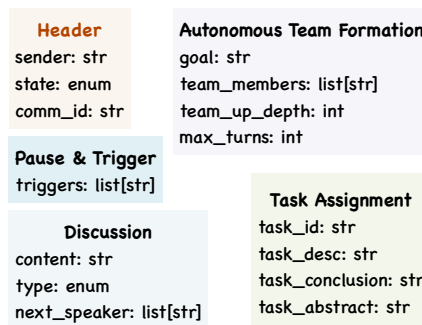 Header
sender: str
state: enum
comm_id: str
Autonomous Team Formation
goal: str
team_members: list[str]
team_up_depth: int
max_turns: int
Pause & Trigger
triggers: list[str]
Discussion
content: str
type: enum
next_speaker: list[str]
Task Assignment
task_id: str
task_desc: str
task_conclusion: str
task_abstract: str